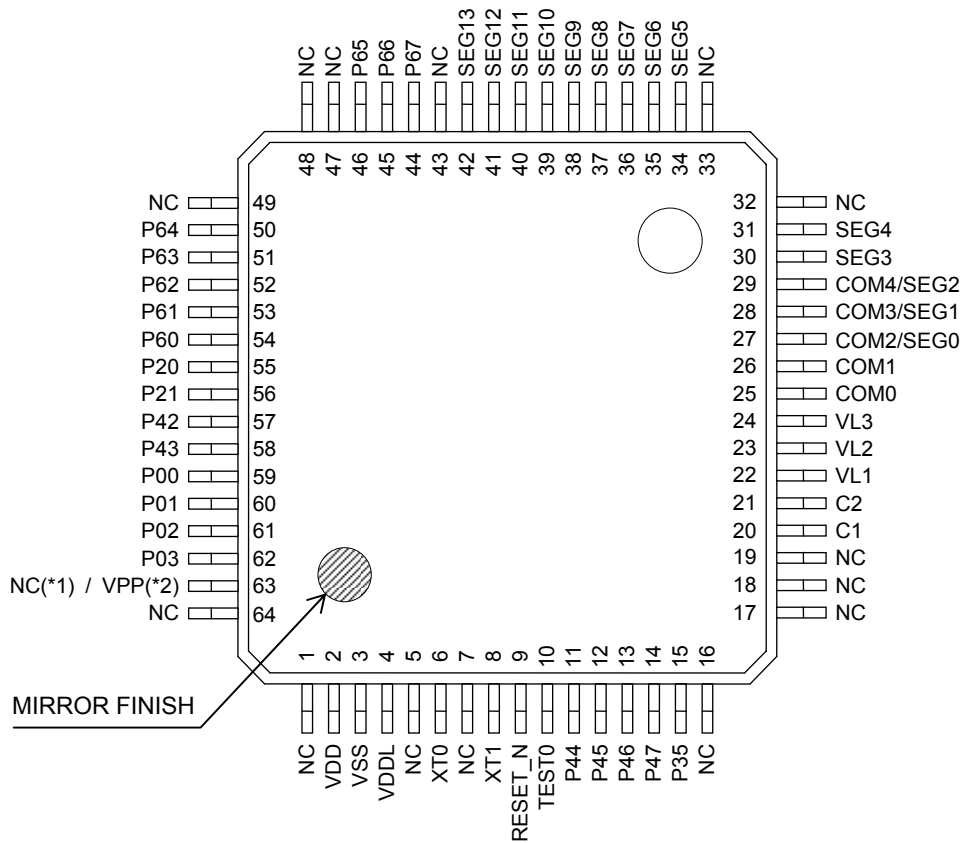 NC
NC
P65
P66
P67
NC
SEG13
SEG12
SEG11
SEG10
SEG9
SEG8
SEG7
SEG6
SEG5
NC
48
47
46
45
44
43
42
41
40
39
38
37
36
35
34
33
NC 49
P64 50
P63 51
P62 52
P61 53
P60 54
P20 55
P21 56
P42 57
P43 58
P00 59
P01 60
P02 61
P03 62
NC(*1) / VPP(*2) 63
NC 64
32 NC
31 SEG4
30 SEG3
29 COM4/SEG2
28 COM3/SEG1
27 COM2/SEG0
26 COM1
25 COM0
24 VL3
23 VL2
22 VL1
21 C2
20 C1
19 NC
18 NC
17 NC
MIRROR FINISH
1
2
3
4
5
6
7
8
9
10
11
12
13
14
15
16
NC
VDD
VSS
VDDL
NC
XT0
NC
XT1
RESET_N
TEST0
P44
P45
P46
P47
P35
NC